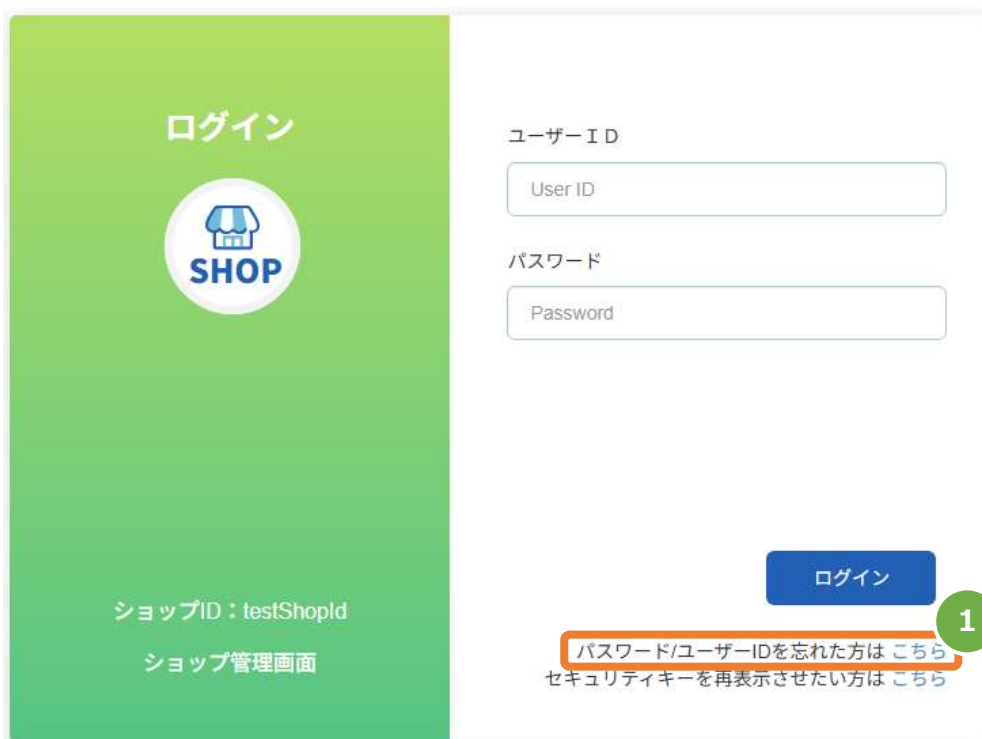 ログイン
SHOP
ショップID：testShopId
ショップ管理画面
ユーザーＩＤ
User ID
パスワード
Password
ログイン
1
パスワード/ユーザーIDを忘れた方は こちら
セキュリティキーを再表示させたい方は こちら